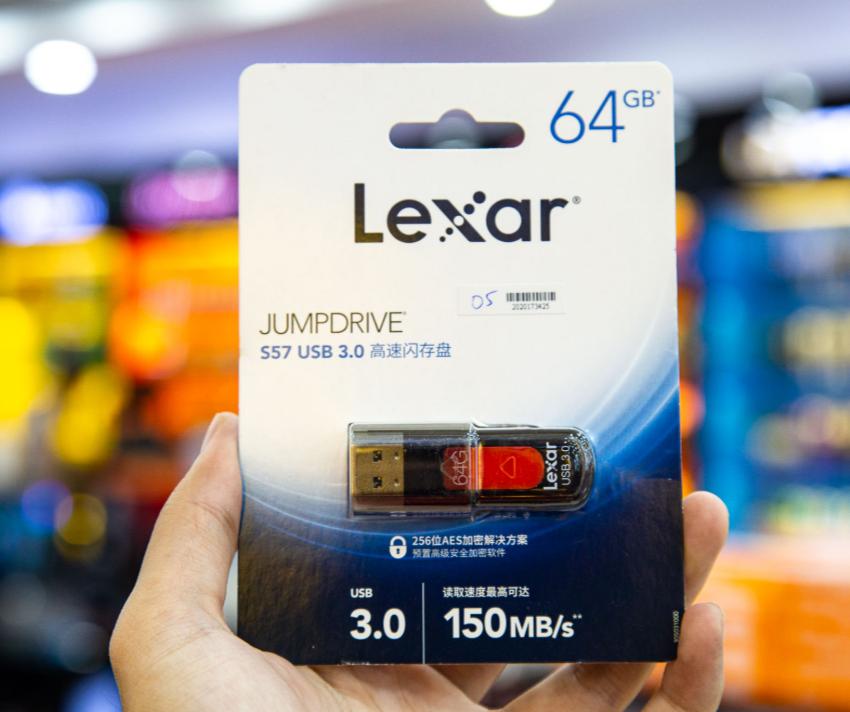 64GB*
Lexar®
05
2020173425
JUMPDRIVE®
S57 USB 3.0 高速闪存盘
64G
Lexar
USB 3.0
256位AES加密解决方案
预置高级安全加密软件
USB
3.0
读取速度最高可达
150MB/s**